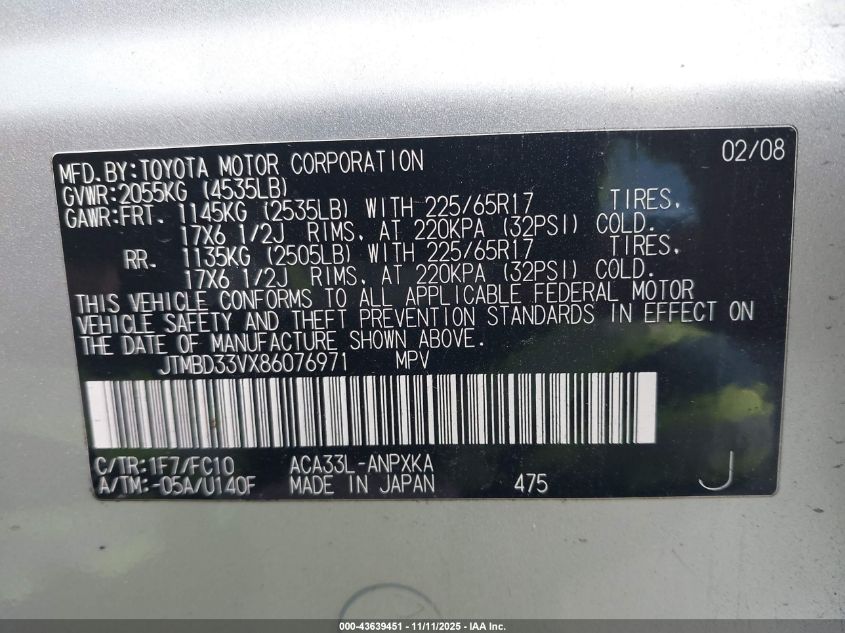 MFD.BY:TOYOTA MOTOR CORPORATION 02/08
GVWR:2055KG (4535LB)
GAWR:FRT. 1145KG (2535LB) WITH 225/65R17 TIRES,
17X6 1/2J RIMS, AT 220KPA (32PSI) COLD.
RR. 1135KG (2505LB) WITH 225/65R17 TIRES,
17X6 1/2J RIMS, AT 220KPA (32PSI) COLD.
THIS VEHICLE CONFORMS TO ALL APPLICABLE FEDERAL MOTOR
VEHICLE SAFETY AND THEFT PREVENTION STANDARDS IN EFFECT ON
THE DATE OF MANUFACTURE SHOWN ABOVE.
JTMBD33VX86076971 MPV
C/TR:1F7/FC10 ACA33L-ANPXKA
A/TM:-05A/U140F MADE IN JAPAN 475 J
000-43639451 - 11/11/2025 - IAA Inc.